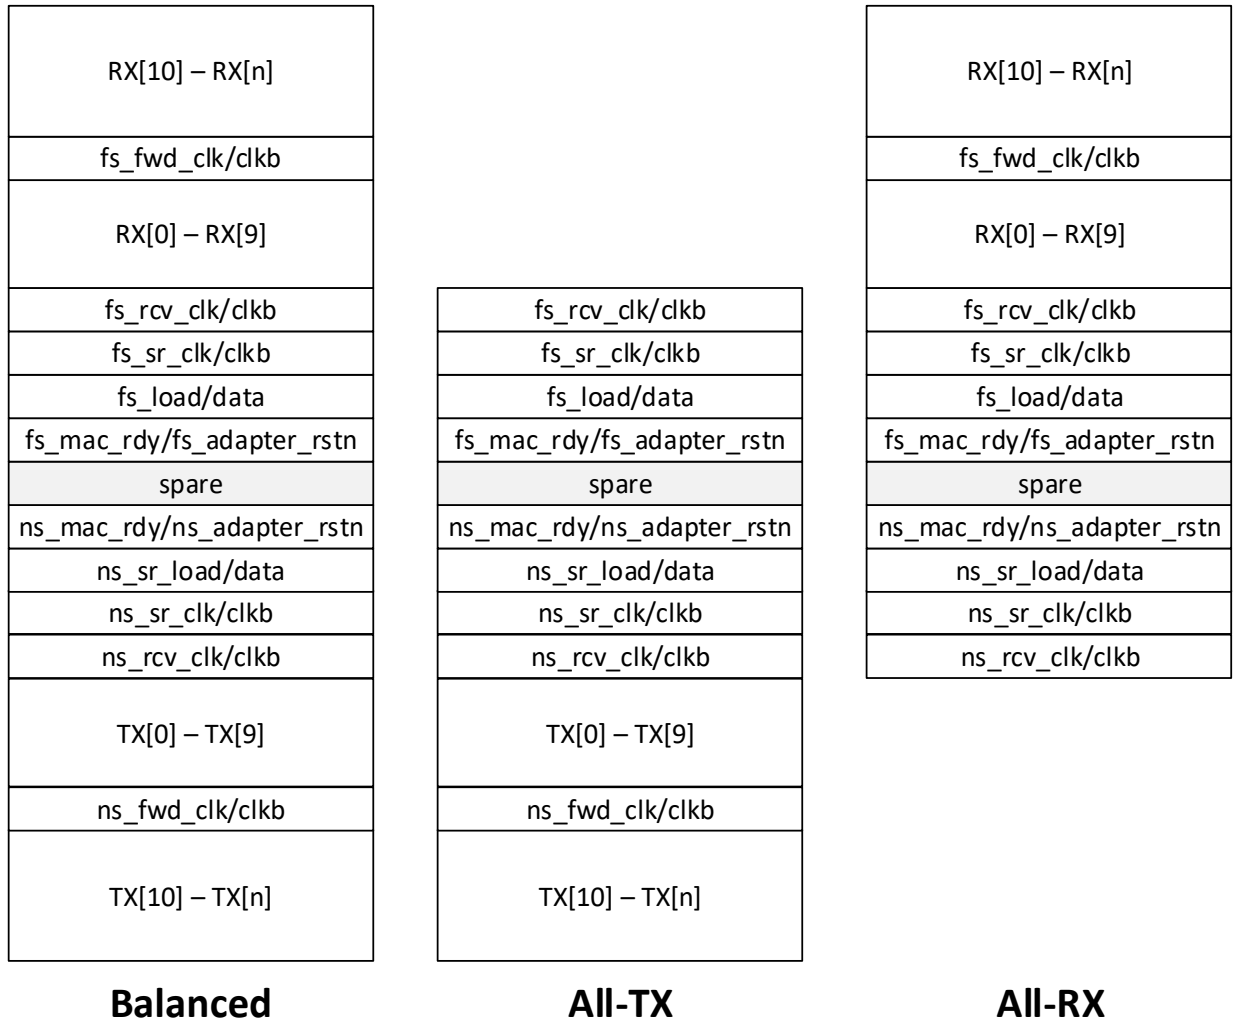 RX[10] – RX[n]
fs_fwd_clk/clkb
RX[0] – RX[9]
fs_rcv_clk/clkb
fs_sr_clk/clkb
fs_load/data
fs_mac_rdy/fs_adapter_rstn
spare
ns_mac_rdy/ns_adapter_rstn
ns_sr_load/data
ns_sr_clk/clkb
ns_rcv_clk/clkb
TX[0] – TX[9]
ns_fwd_clk/clkb
TX[10] – TX[n]
Balanced
fs_rcv_clk/clkb
fs_sr_clk/clkb
fs_load/data
fs_mac_rdy/fs_adapter_rstn
spare
ns_mac_rdy/ns_adapter_rstn
ns_sr_load/data
ns_sr_clk/clkb
ns_rcv_clk/clkb
TX[0] – TX[9]
ns_fwd_clk/clkb
TX[10] – TX[n]
All-TX
RX[10] – RX[n]
fs_fwd_clk/clkb
RX[0] – RX[9]
fs_rcv_clk/clkb
fs_sr_clk/clkb
fs_load/data
fs_mac_rdy/fs_adapter_rstn
spare
ns_mac_rdy/ns_adapter_rstn
ns_sr_load/data
ns_sr_clk/clkb
ns_rcv_clk/clkb
All-RX